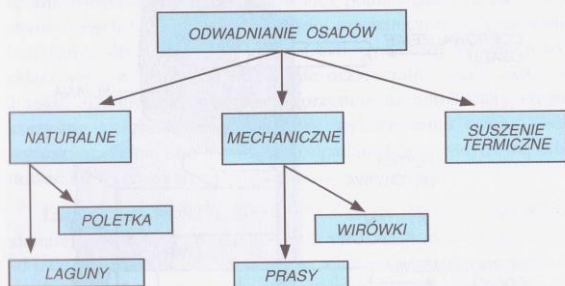 ODWADNIANIE OSADÓW
NATURALNE
MECHANICZNE
SUSZENIE
TERMICZNE
POLETKA
WIRÓWKI
LAGUNY
PRASY